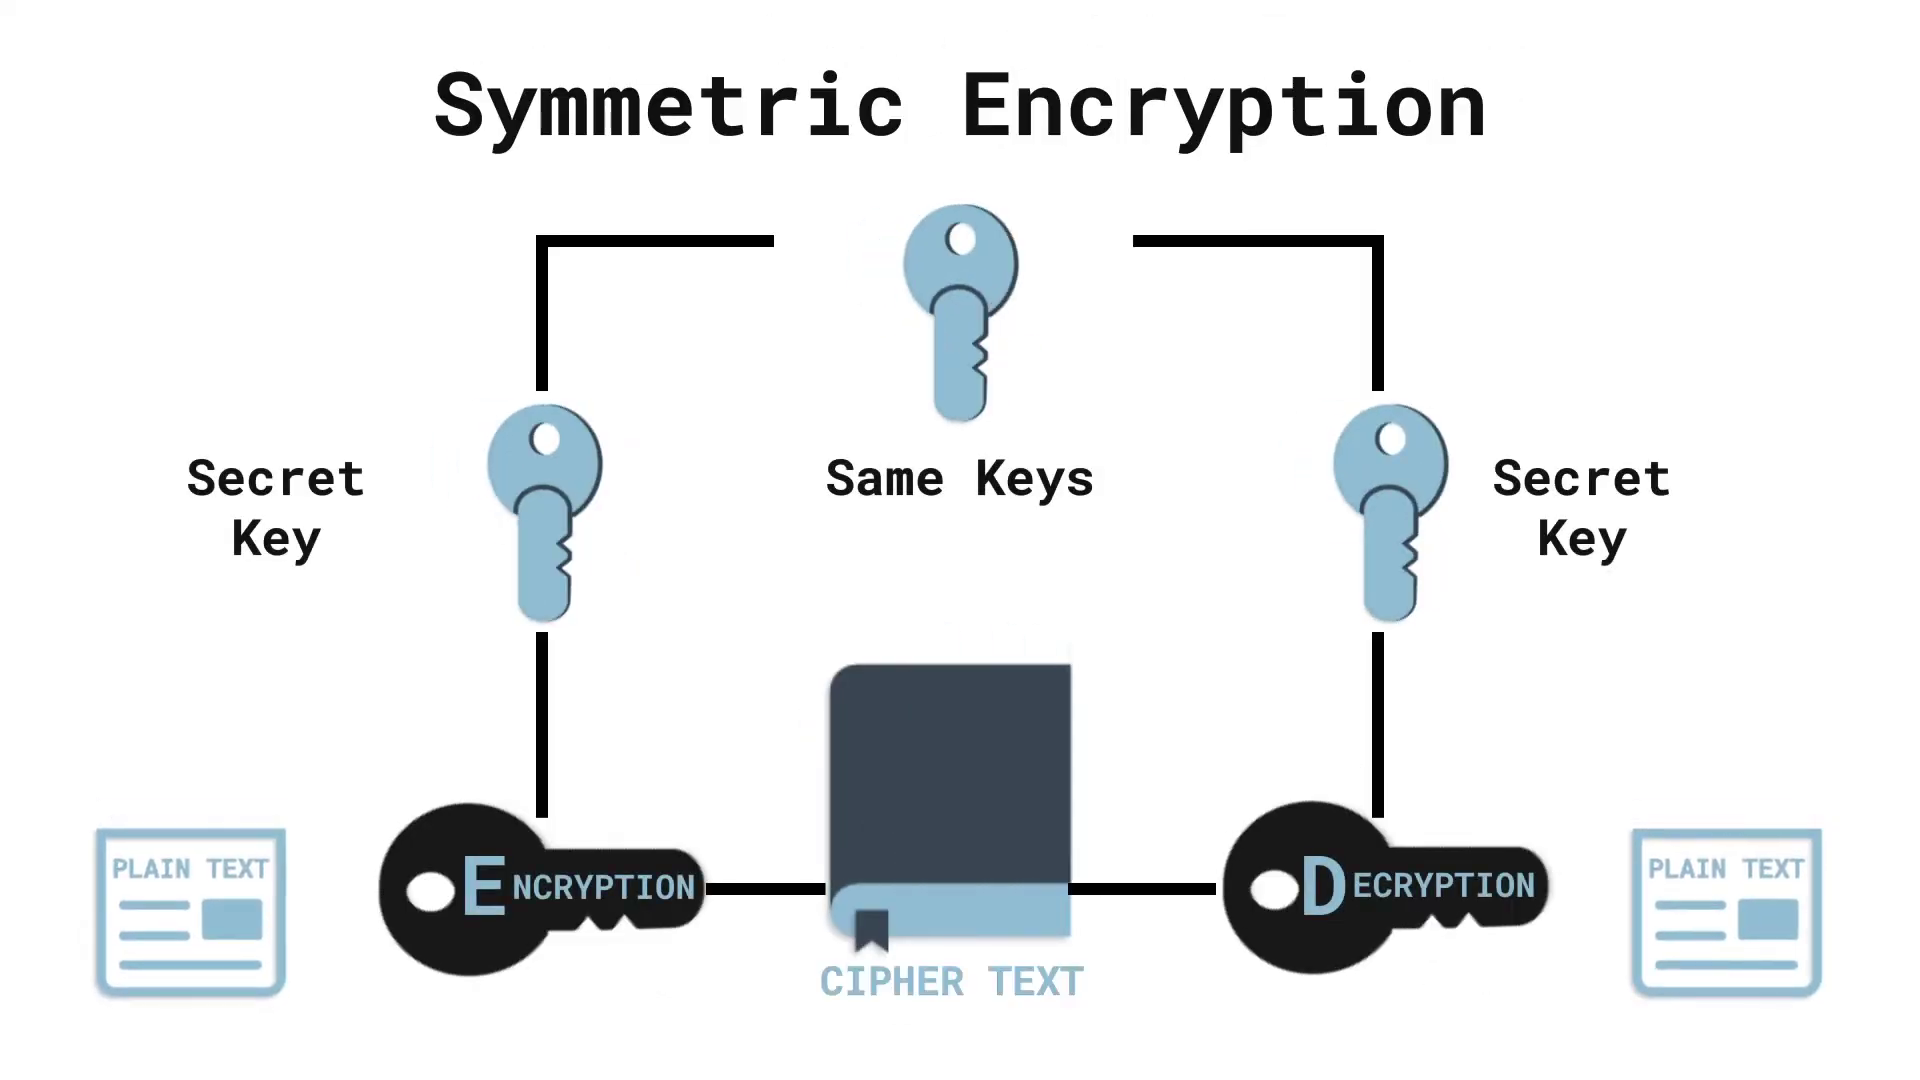 Symmetric Encryption
Secret
Key
Same Keys
Secret
Key
PLAIN TEXT
ENCRYPTION
CIPHER TEXT
DECRYPTION
PLAIN TEXT